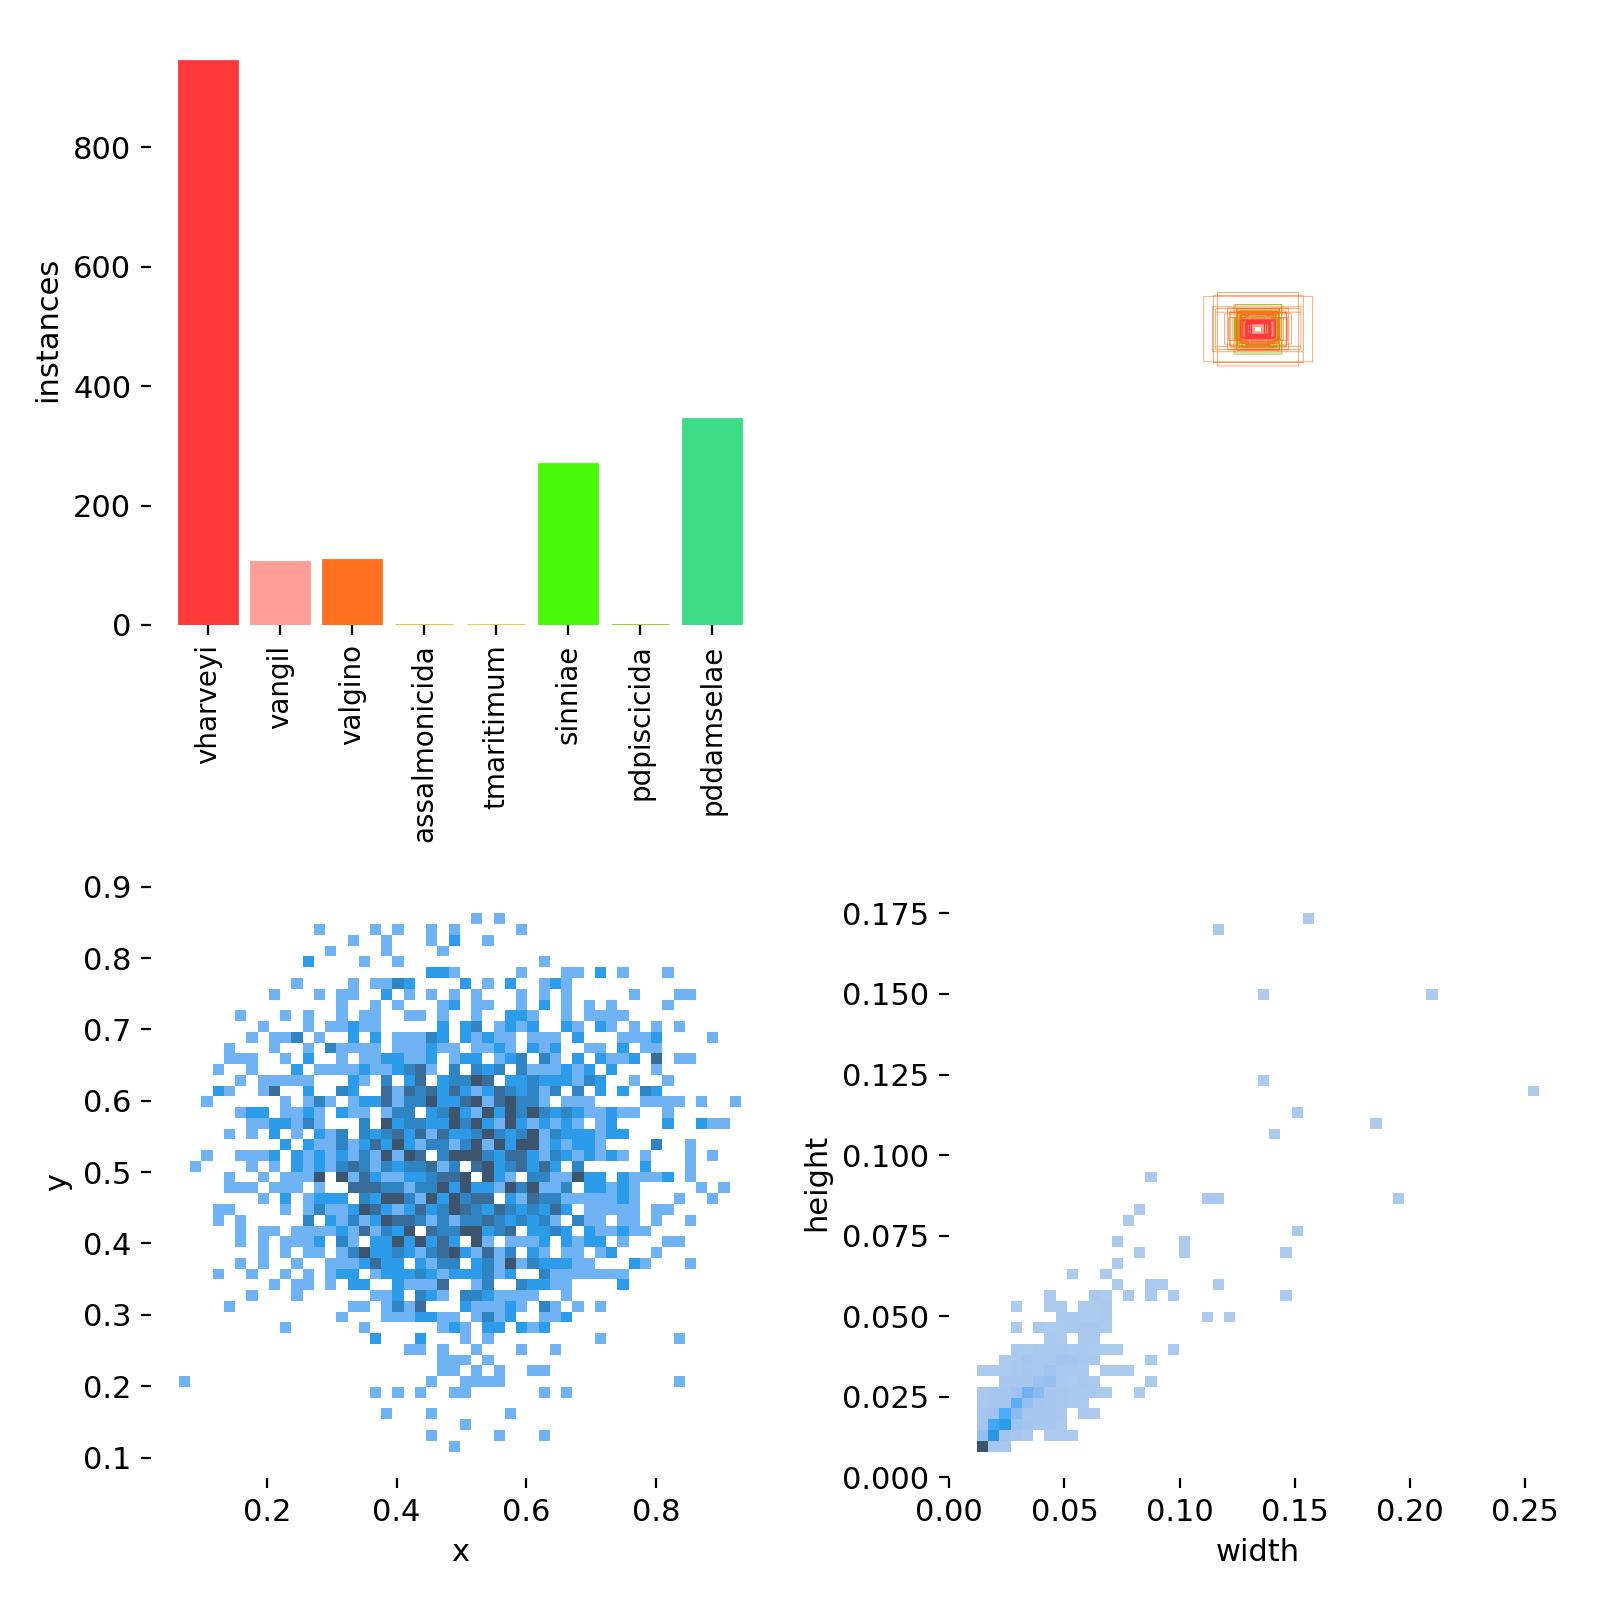 800
600
400
200
0
instances
vharveyi
vangil
valgino
assalmonicida
tmaritimum
sinniae
pdpiscicida
pddamselae
0.9
0.8
0.7
0.6
0.5
0.4
0.3
0.2
0.1
y
0.2 0.4 0.6 0.8
x
0.175
0.150
0.125
0.100
0.075
0.050
0.025
0.000
height
0.00 0.05 0.10 0.15 0.20 0.25
width